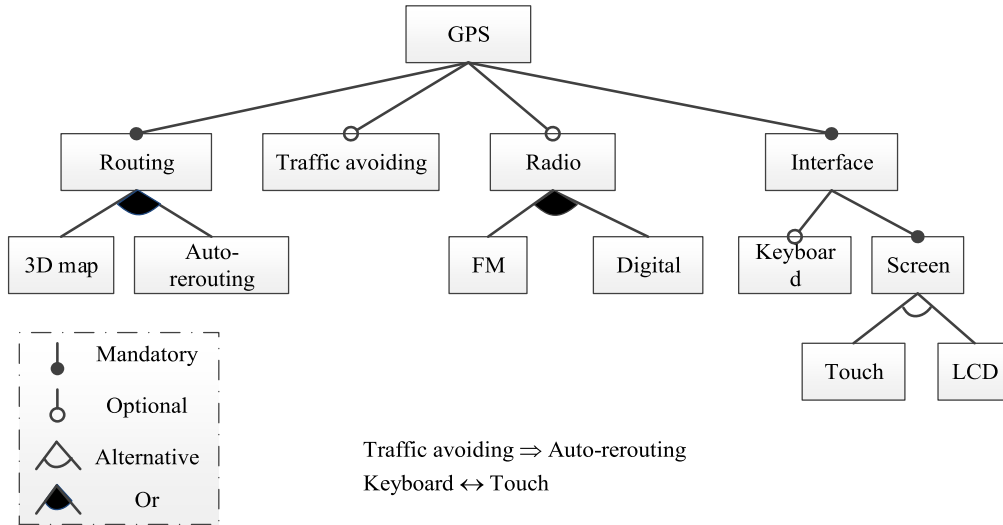 GPS
Routing
Traffic avoiding
Radio
Interface
3D map
Auto-
rerouting
FM
Digital
Keyboar
d
Screen
Touch
LCD
Mandatory
Optional
Alternative
Or
Traffic avoiding ⇒ Auto-rerouting
Keyboard ↔ Touch